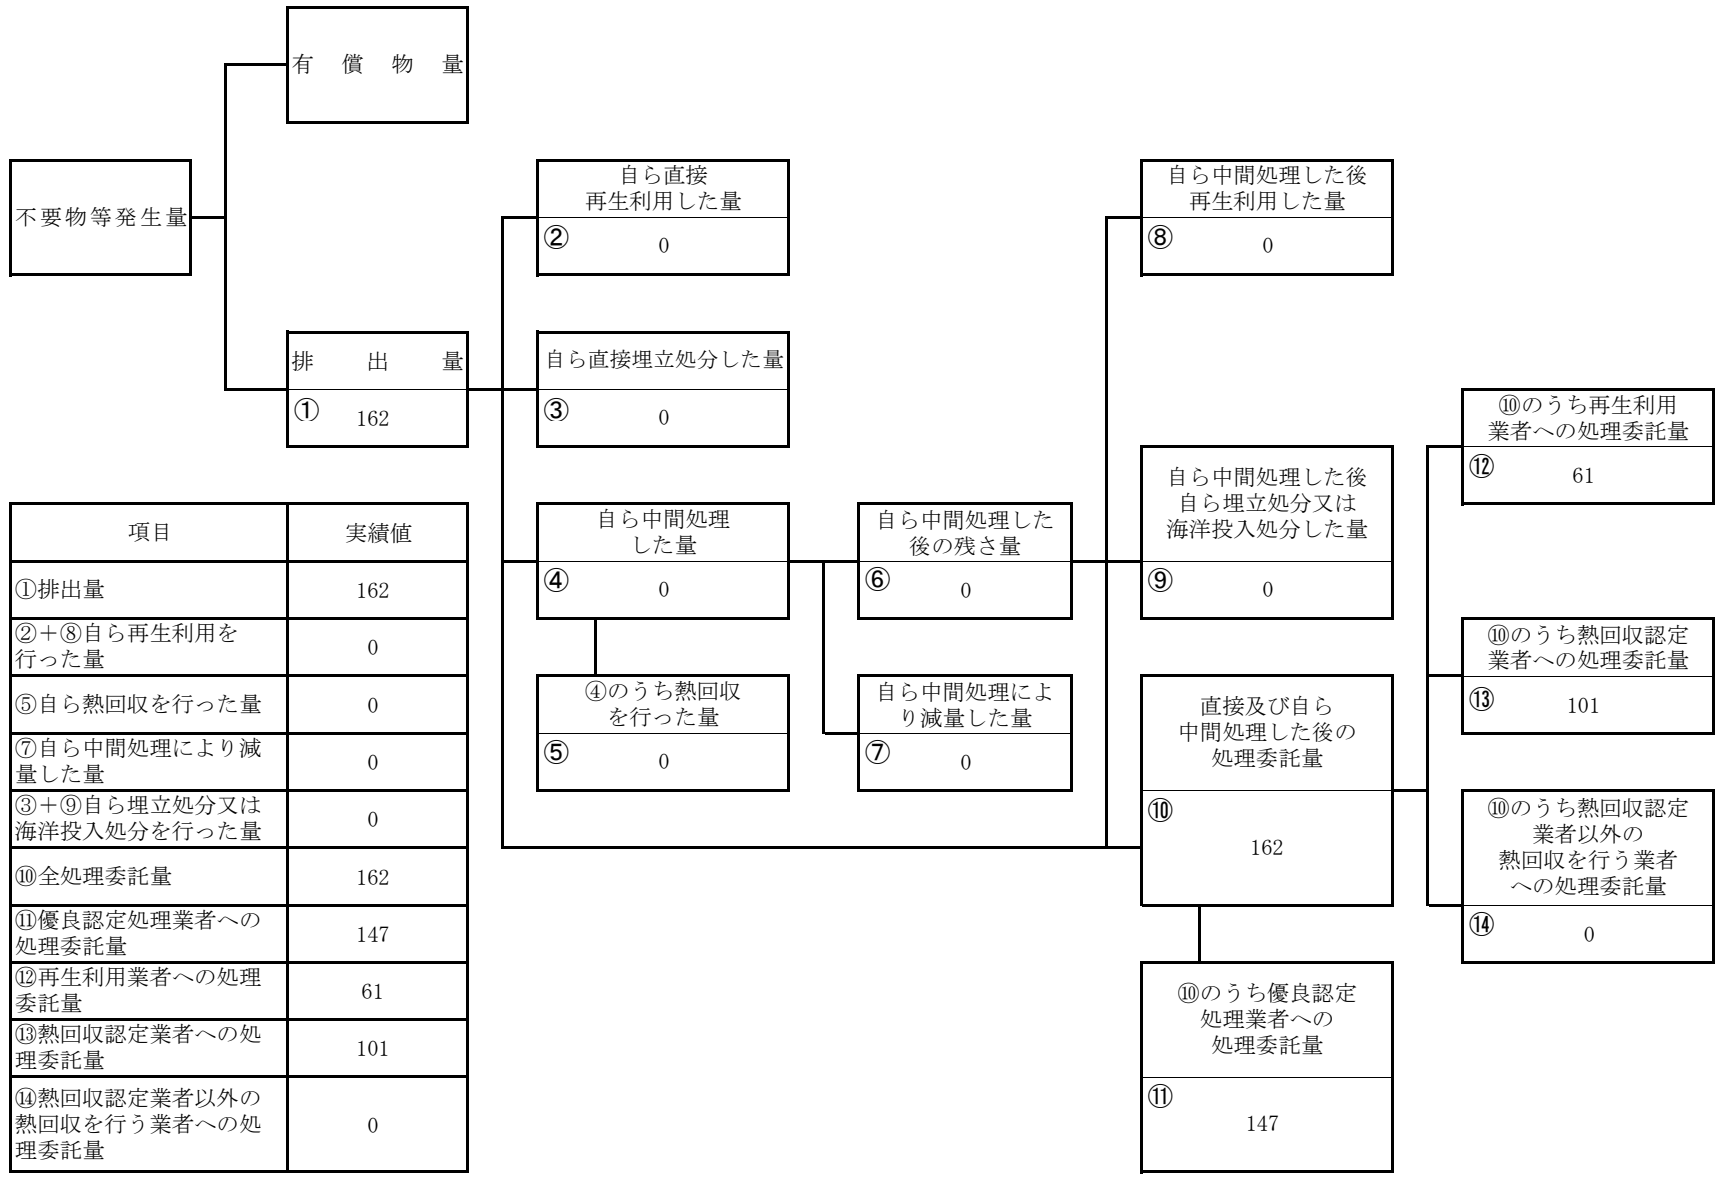 有償物量
不要物等発生量
自ら直接
再生利用した量
②
0
自ら中間処理した後
再生利用した量
⑧
0
排出量
①
162
自ら直接埋立処分した量
③
0
⑩のうち再生利用
業者への処理委託量
⑫
61
自ら中間処理した後
自ら埋立処分又は
海洋投入処分した量
⑨
0
自ら中間処理
した量
④
0
自ら中間処理した
後の残さ量
⑥
0
⑩のうち熱回収認定
業者への処理委託量
⑬
101
④のうち熱回収
を行った量
⑤
0
自ら中間処理によ
り減量した量
⑦
0
直接及び自ら
中間処理した後の
処理委託量
⑩
162
⑩のうち熱回収認定
業者以外の
熱回収を行う業者
への処理委託量
⑭
0
⑩のうち優良認定
処理業者への
処理委託量
⑪
147
項目 実績値
①排出量 162
②＋⑧自ら再生利用を
行った量 0
⑤自ら熱回収を行った量 0
⑦自ら中間処理により減
量した量 0
③＋⑨自ら埋立処分又は
海洋投入処分を行った量 0
⑩全処理委託量 162
⑪優良認定処理業者への
処理委託量 147
⑫再生利用業者への処理
委託量 61
⑬熱回収認定業者への処
理委託量 101
⑭熱回収認定業者以外の
熱回収を行う業者への処
理委託量 0